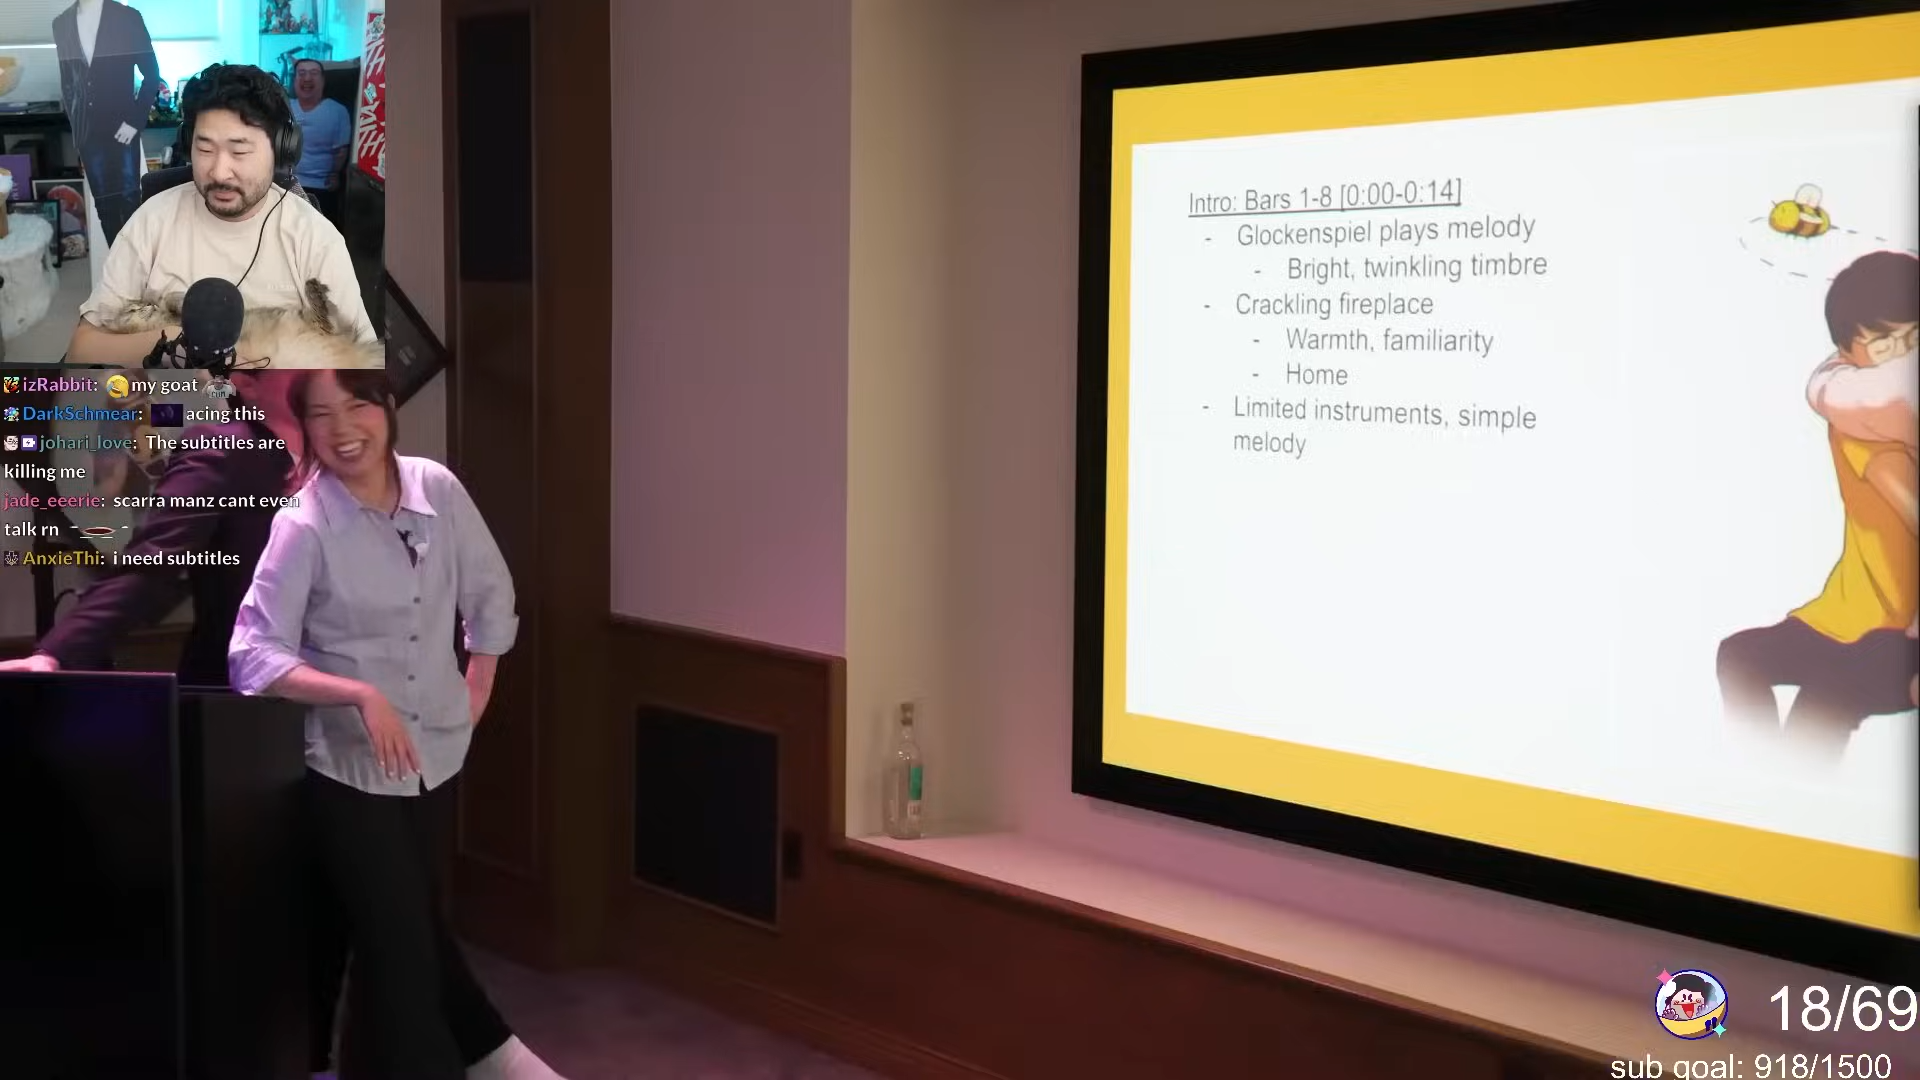 izRabbit: my goat
DarkSchmear: acing this
johari_love: The subtitles are
killing me
jade_eeerie: scarra manz cant even
talk rn
AnxieThi: i need subtitles
Intro: Bars 1-8 [0:00-0:14]
- Glockenspiel plays melody
- Bright, twinkling timbre
- Crackling fireplace
- Warmth, familiarity
- Home
- Limited instruments, simple
melody
18/69
sub goal: 918/1500